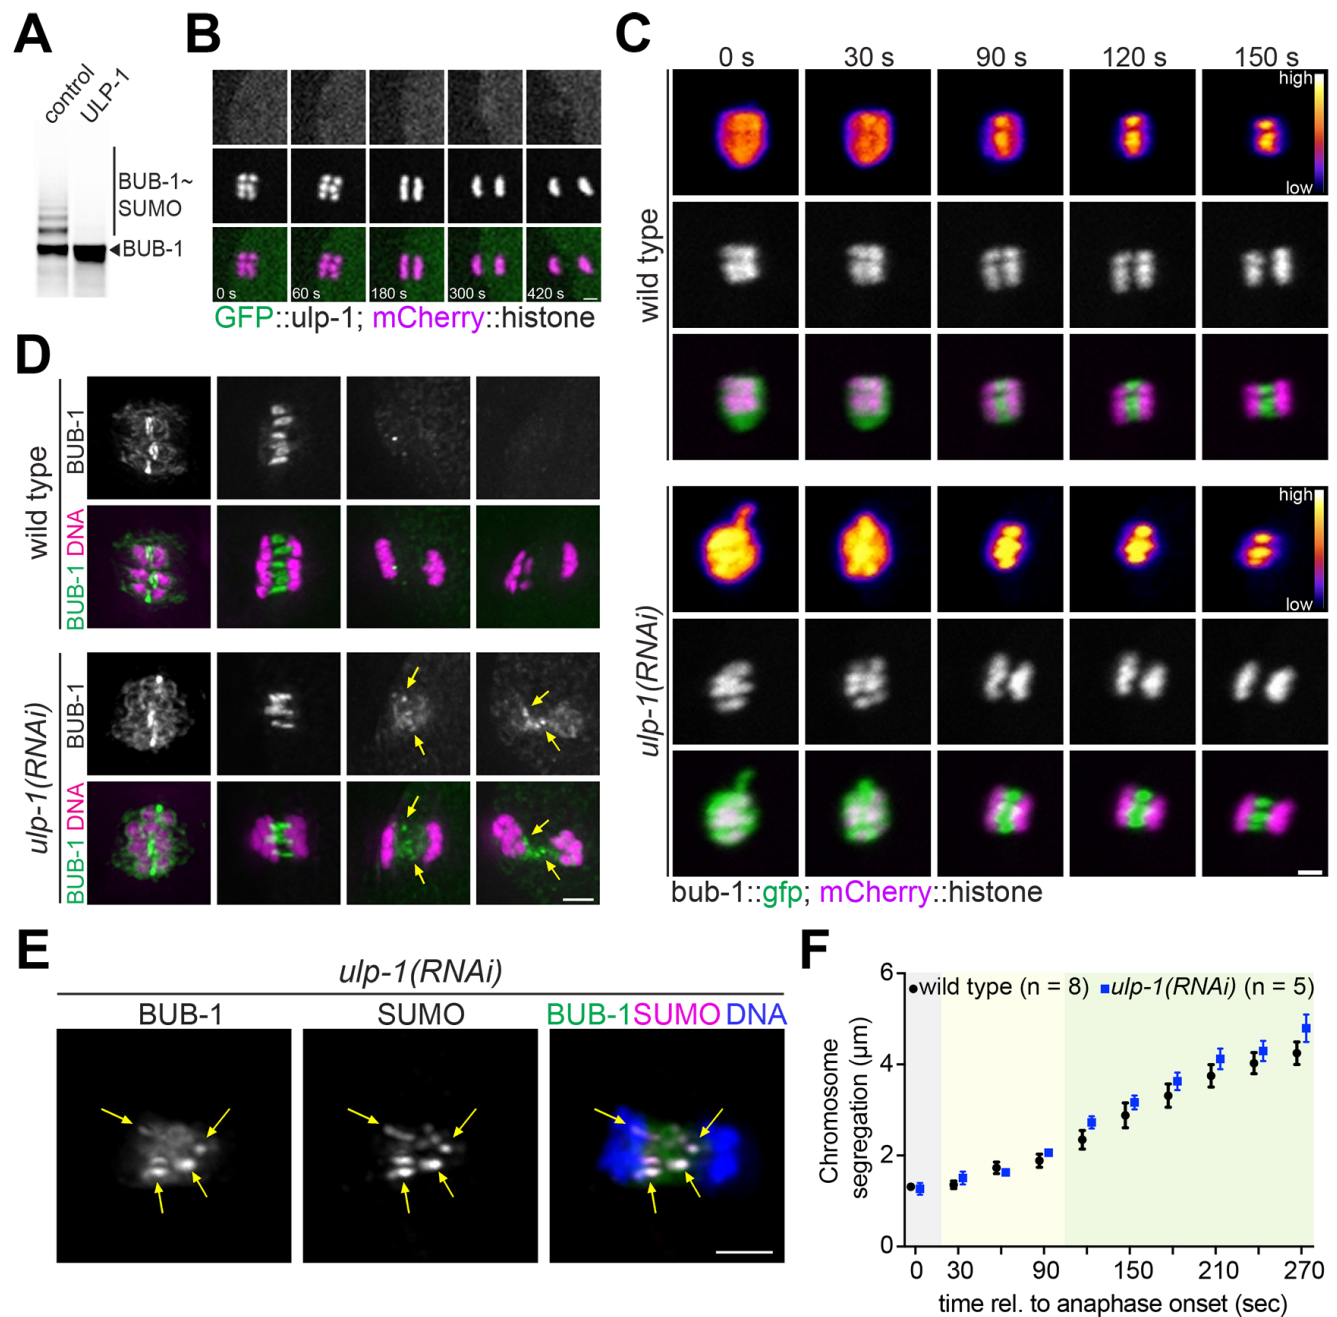 A
control
ULP-1
BUB-1~
SUMO
BUB-1
B
0 s
60 s
180 s
300 s
420 s
GFP::ulp-1; mCherry::histone
C
0 s
30 s
90 s
120 s
150 s
high
low
wild type
high
low
ulp-1(RNAi)
bub-1::gfp; mCherry::histone
D
wild type
BUB-1
BUB-1 DNA
ulp-1(RNAi)
BUB-1
BUB-1 DNA
E
ulp-1(RNAi)
BUB-1
SUMO
BUB-1 SUMO DNA
F
wild type (n = 8)
ulp-1(RNAi) (n = 5)
Chromosome
segregation (µm)
6
4
2
0
0
30
90
150
210
270
time rel. to anaphase onset (sec)